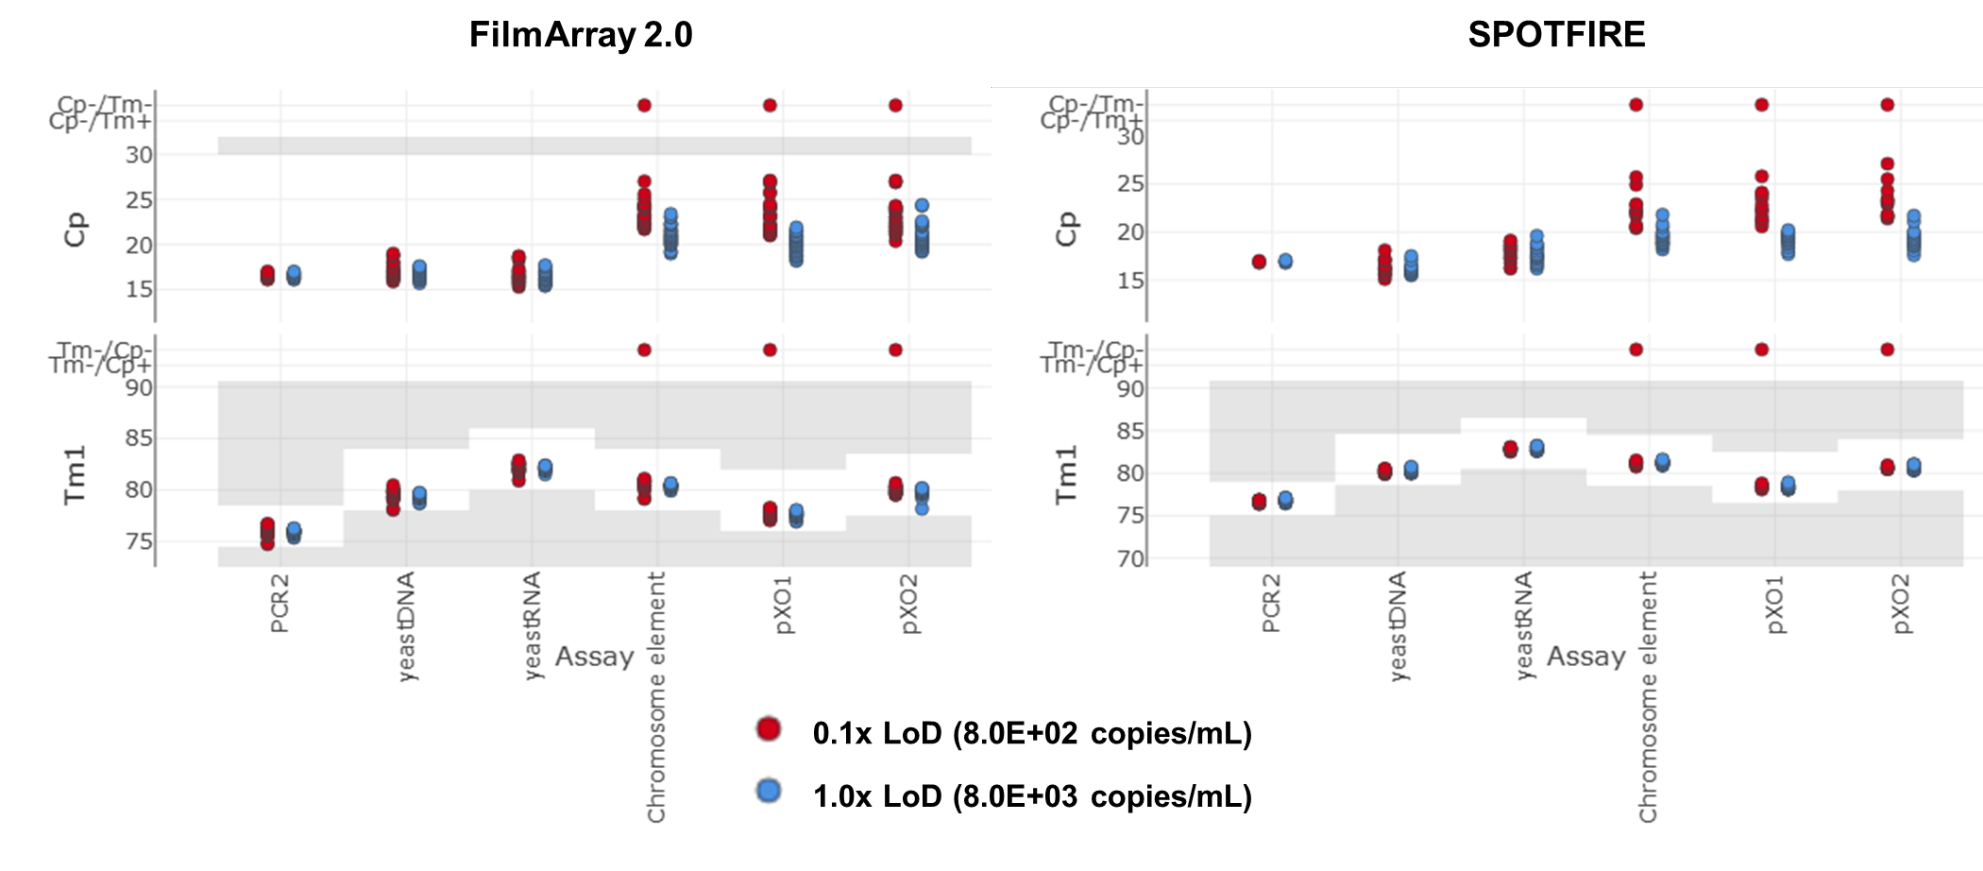 FilmArray 2.0
SPOTFIRE
Cp-/Tm-
Cp-/Tm+
30
25
20
15
Cp
Tm-/Cp-
Tm-/Cp+
90
85
80
75
Tm1
PCR2
yeastDNA
yeastRNA
Chromosome element
pXO1
pXO2
Assay
Cp-/Tm-
Cp-/Tm+
30
25
20
15
Cp
Tm-/Cp-
Tm-/Cp+
90
85
80
75
70
Tm1
PCR2
yeastDNA
yeastRNA
Chromosome element
pXO1
pXO2
Assay
0.1x LoD (8.0E+02 copies/mL)
1.0x LoD (8.0E+03 copies/mL)